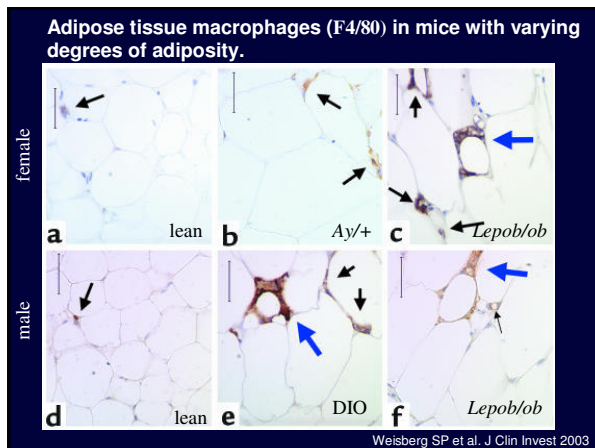 Adipose tissue macrophages (F4/80) in mice with varying
degrees of adiposity.
female
a
lean
b
Ay/+
c
Lepob/ob
male
d
lean
e
DIO
f
Lepob/ob
Weisberg SP et al. J Clin Invest 2003